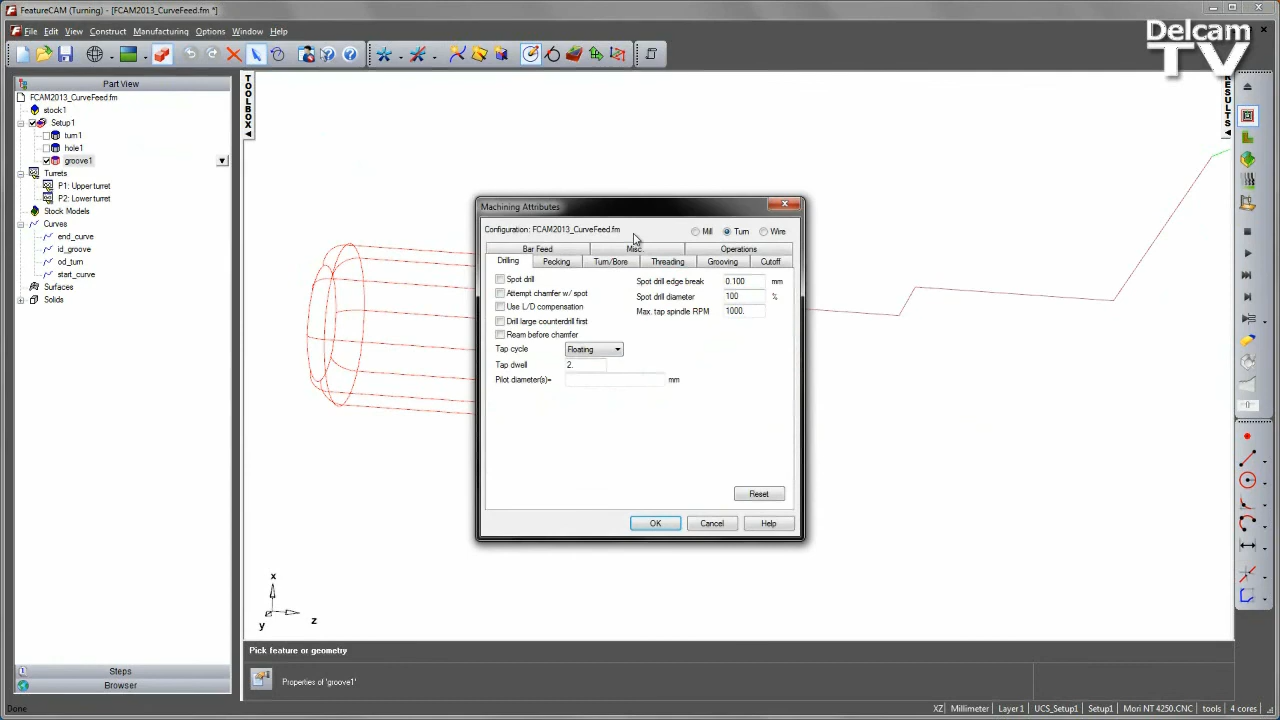 FeatureCAM (Turning) - [FCAM2013_CurveFeed.fm *]
File Edit View Construct Manufacturing Options Window Help
Delcam
TV
Part View
FCAM2013_CurveFeed.fm
stock1
Setup1
turn1
hole1
groove1
Turrets
P1: Upper turret
P2: Lower turret
Stock Models
Curves
end_curve
id_groove
od_turn
start_curve
Surfaces
Solids
Steps
Browser
TOOLBOX
RESULTS
Machining Attributes
Configuration: FCAM2013_CurveFeed.fm
Mill Turn Wire
Bar Feed Misc. Operations
Drilling Pecking Turn/Bore Threading Grooving Cutoff
Spot drill
Attempt chamfer w/ spot
Use L/D compensation
Drill large counterdrill first
Ream before chamfer
Tap cycle Floating
Tap dwell 2.
Pilot diameter(s)= mm
Spot drill edge break 0.100 mm
Spot drill diameter 100 %
Max. tap spindle RPM 1000.
Reset
OK Cancel Help
x
y z
Pick feature or geometry
Properties of 'groove1'
Done XZ Millimeter Layer1 UCS_Setup1 Setup1 Mori NT 4250.CNC tools 4 cores